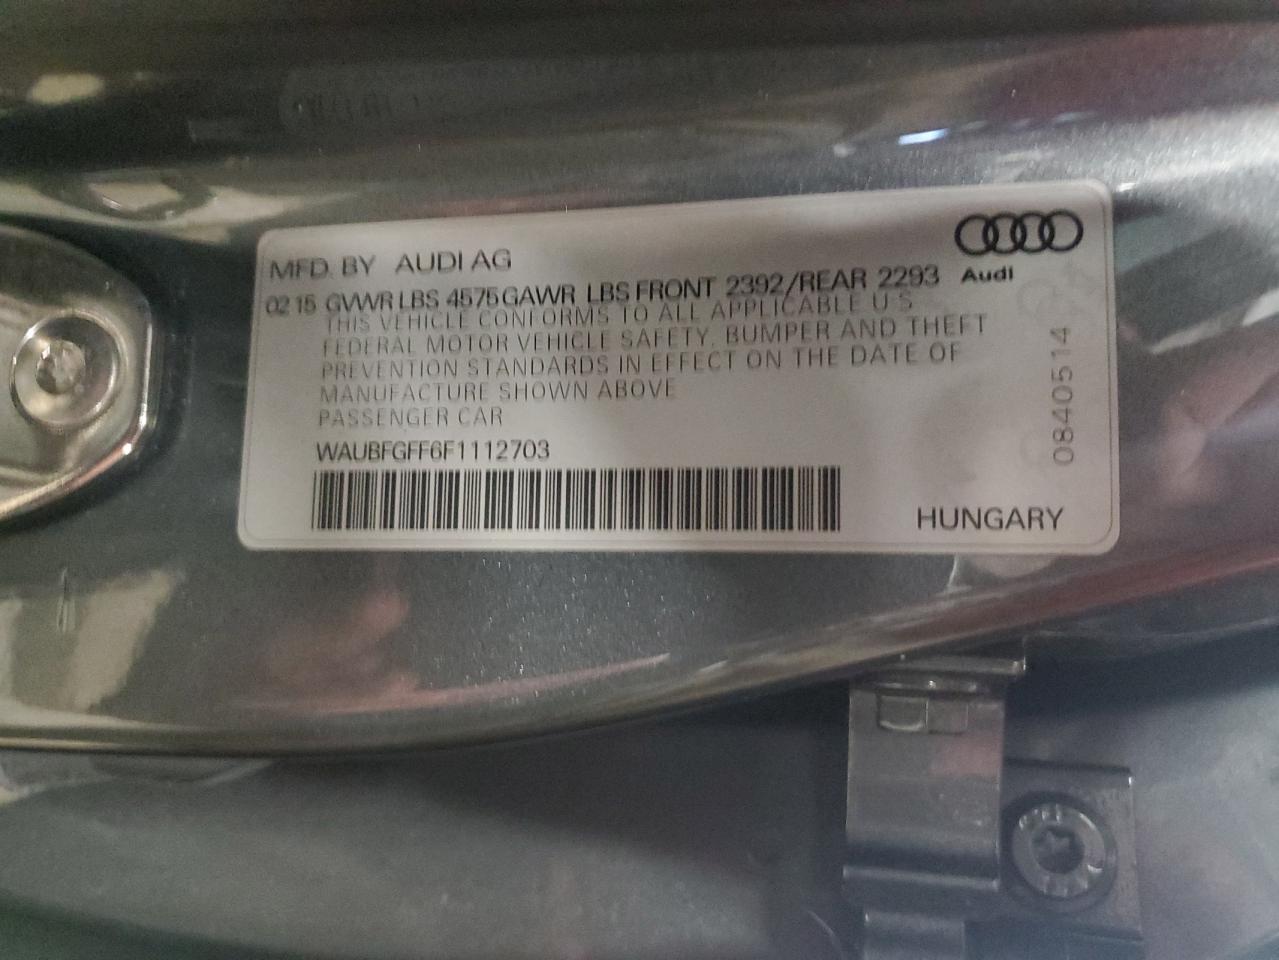 MFD. BY AUDI AG
Audi
02 15 GVWR LBS 4575 GAWR LBS FRONT 2392/REAR 2293
THIS VEHICLE CONFORMS TO ALL APPLICABLE U S
FEDERAL MOTOR VEHICLE SAFETY, BUMPER AND THEFT
PREVENTION STANDARDS IN EFFECT ON THE DATE OF
MANUFACTURE SHOWN ABOVE
PASSENGER CAR
WAUBFGFF6F1112703
0840514
HUNGARY